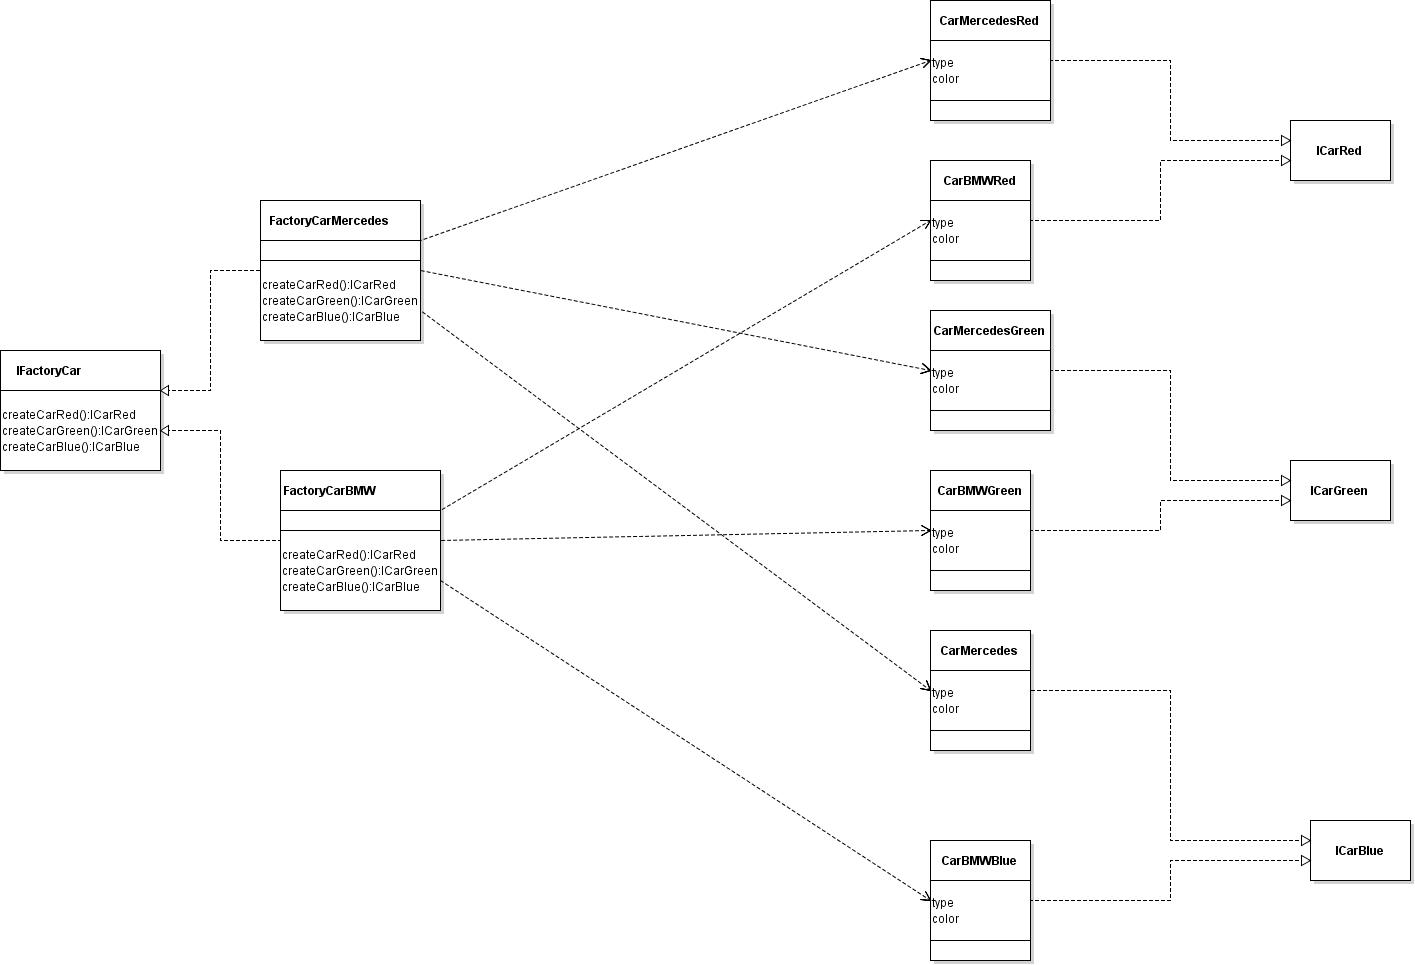 CarMercedesRed
type
color
ICarRed
CarBMWRed
type
color
FactoryCarMercedes
createCarRed():ICarRed
createCarGreen():ICarGreen
createCarBlue():ICarBlue
CarMercedesGreen
type
color
IFactoryCar
createCarRed():ICarRed
createCarGreen():ICarGreen
createCarBlue():ICarBlue
FactoryCarBMW
createCarRed():ICarRed
createCarGreen():ICarGreen
createCarBlue():ICarBlue
CarBMWGreen
type
color
ICarGreen
CarMercedes
type
color
CarBMWBlue
type
color
ICarBlue